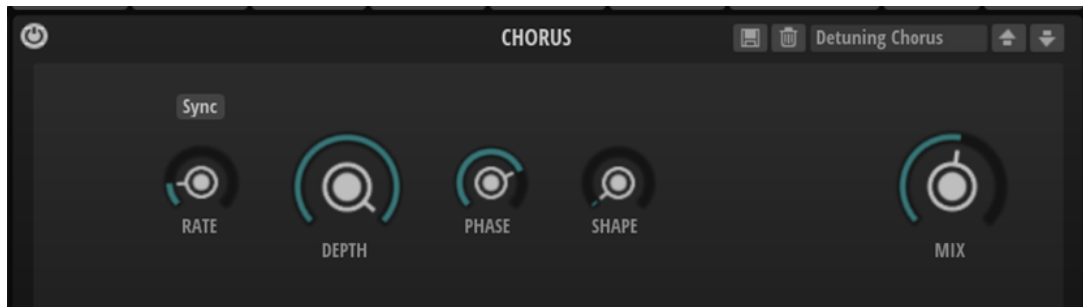 CHORUS
Detuning Chorus
Sync
RATE
DEPTH
PHASE
SHAPE
MIX